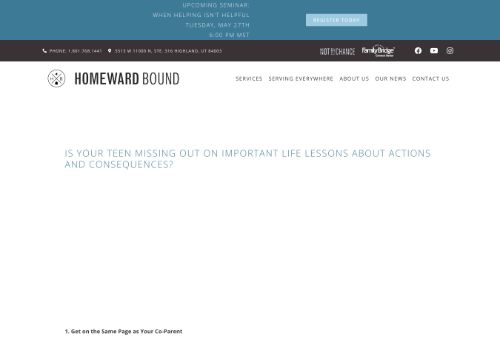 UPCOMING SEMINAR:
WHEN HELPING ISN'T HELPFUL
TUESDAY, MAY 27TH
6:00 PM MST
REGISTER TODAY
PHONE: 1.801.768.1441
5513 W 11000 N, STE. 516 HIGHLAND, UT 84003
NOT BY CHANCE
FamilyBridge
HOMEWARD BOUND
SERVICES
SERVING EVERYWHERE
ABOUT US
OUR NEWS
CONTACT US
IS YOUR TEEN MISSING OUT ON IMPORTANT LIFE LESSONS ABOUT ACTIONS
AND CONSEQUENCES?
1. Get on the Same Page as Your Co-Parent